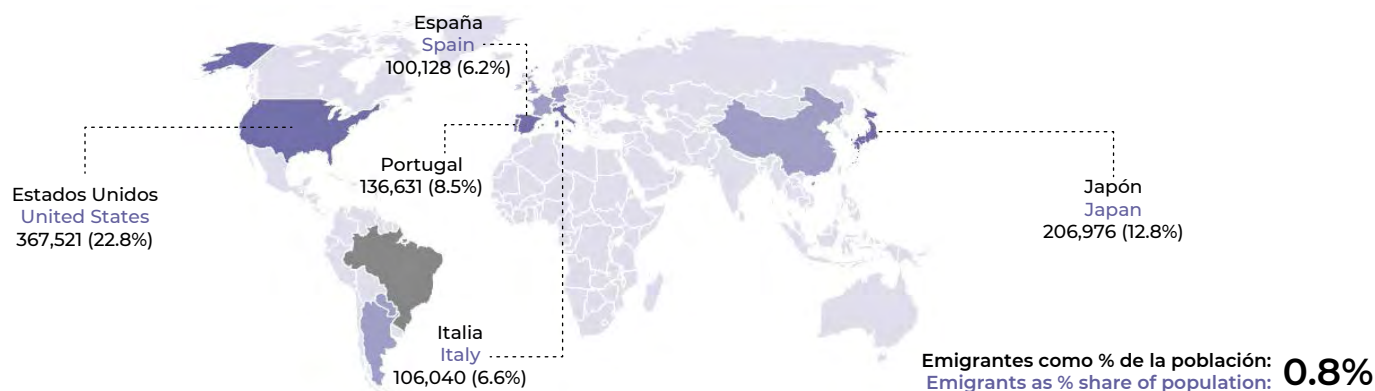 España
Spain
100,128 (6.2%)
Portugal
136,631 (8.5%)
Estados Unidos
United States
367,521 (22.8%)
Japón
Japan
206,976 (12.8%)
Italia
Italy
106,040 (6.6%)
Emigrantes como % de la población: 0.8%
Emigrants as % share of population: